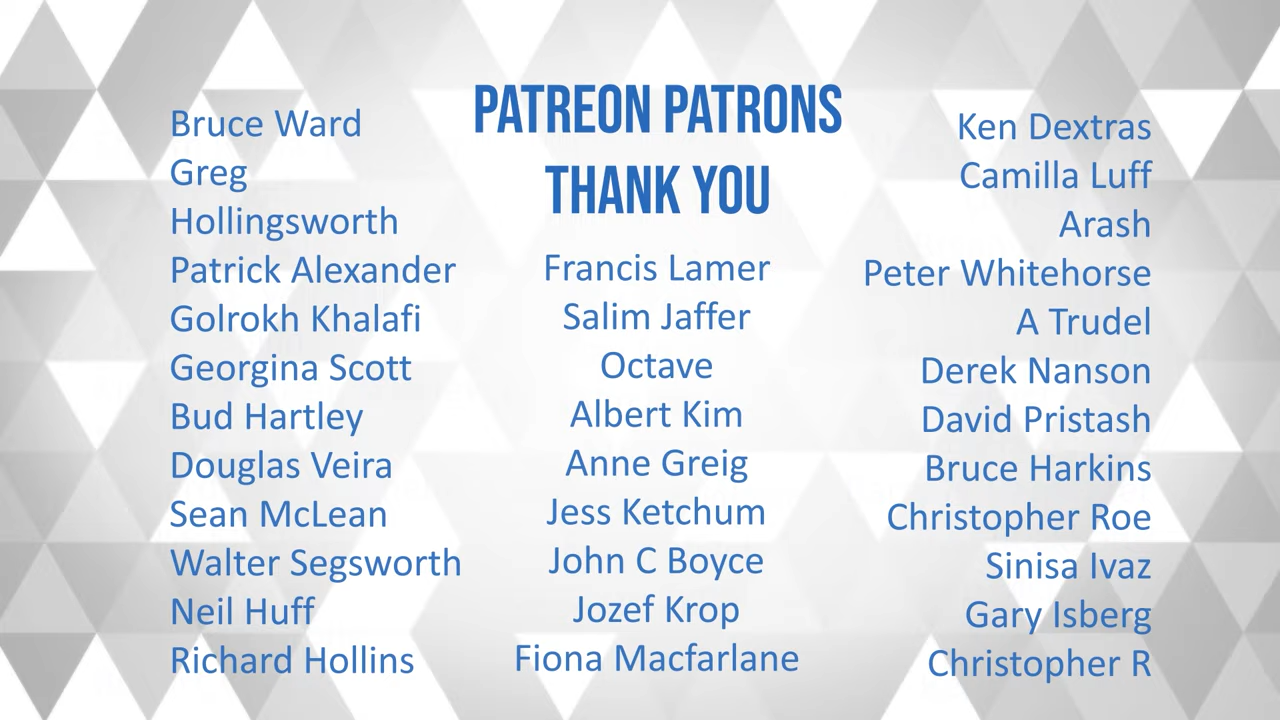 PATREON PATRONS
THANK YOU
Bruce Ward
Greg
Hollingsworth
Patrick Alexander
Golrokh Khalafi
Georgina Scott
Bud Hartley
Douglas Veira
Sean McLean
Walter Segsworth
Neil Huff
Richard Hollins
Francis Lamer
Salim Jaffer
Octave
Albert Kim
Anne Greig
Jess Ketchum
John C Boyce
Jozef Krop
Fiona Macfarlane
Ken Dextras
Camilla Luff
Arash
Peter Whitehorse
A Trudel
Derek Nanson
David Pristash
Bruce Harkins
Christopher Roe
Sinisa Ivaz
Gary Isberg
Christopher R